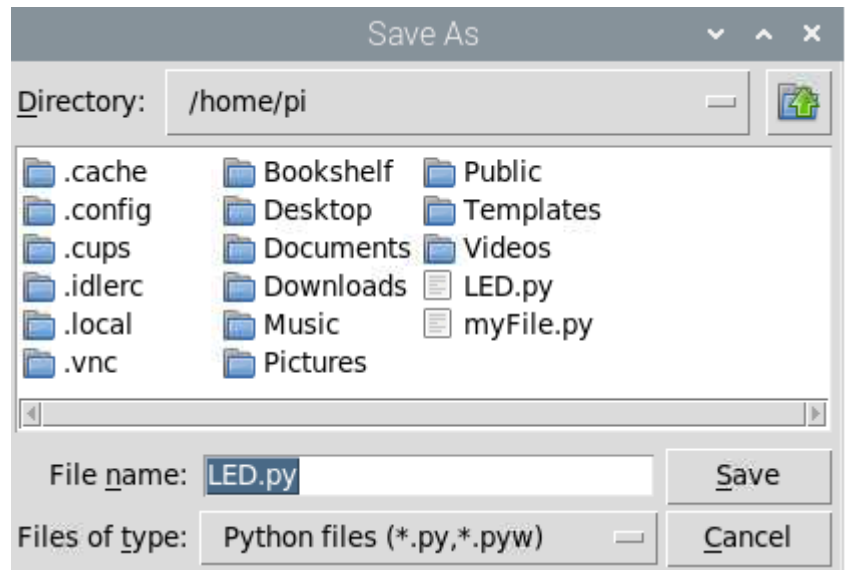 Save As
Directory: /home/pi
.cache Bookshelf Public
.config Desktop Templates
.cups Documents Videos
.idlerc Downloads LED.py
.local Music myFile.py
.vnc Pictures
File name: LED.py Save
Files of type: Python files (*.py,*.pyw) Cancel